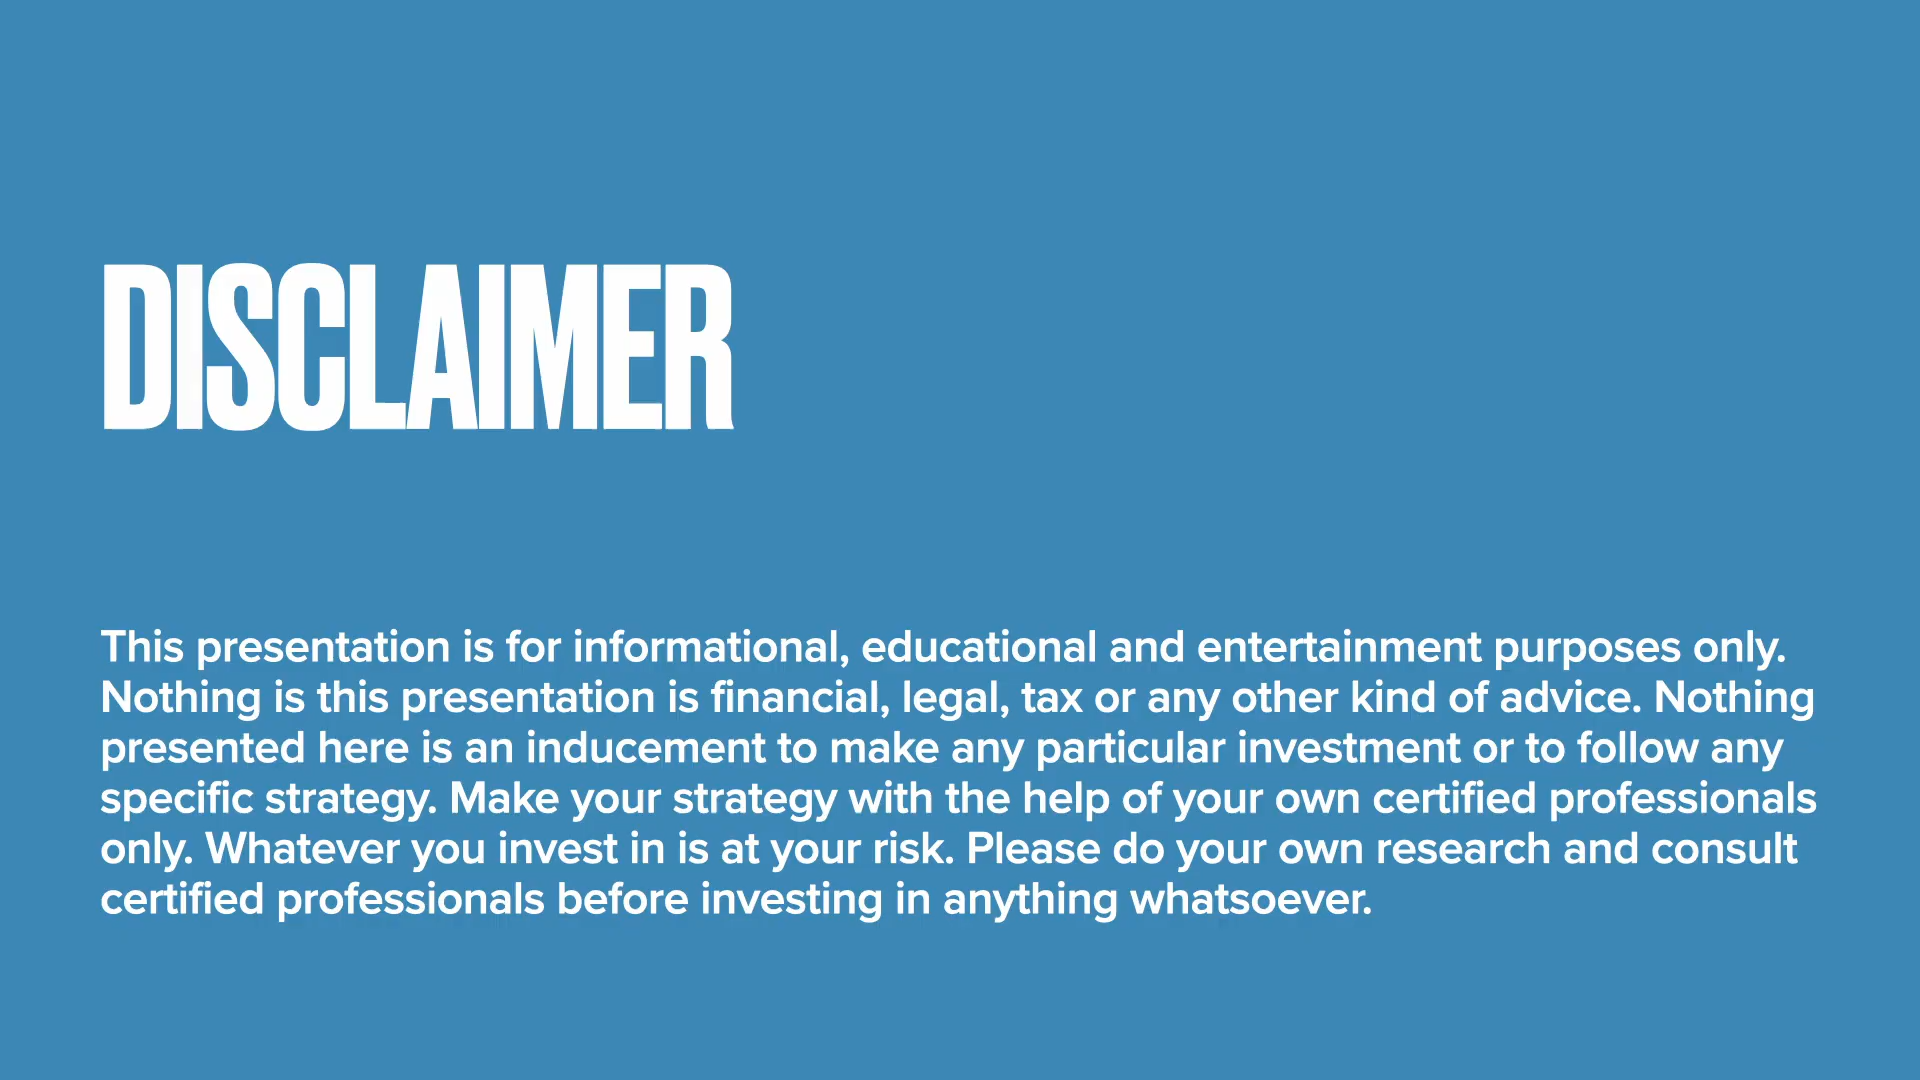 DISCLAIMER
This presentation is for informational, educational and entertainment purposes only.
Nothing is this presentation is financial, legal, tax or any other kind of advice. Nothing
presented here is an inducement to make any particular investment or to follow any
specific strategy. Make your strategy with the help of your own certified professionals
only. Whatever you invest in is at your risk. Please do your own research and consult
certified professionals before investing in anything whatsoever.